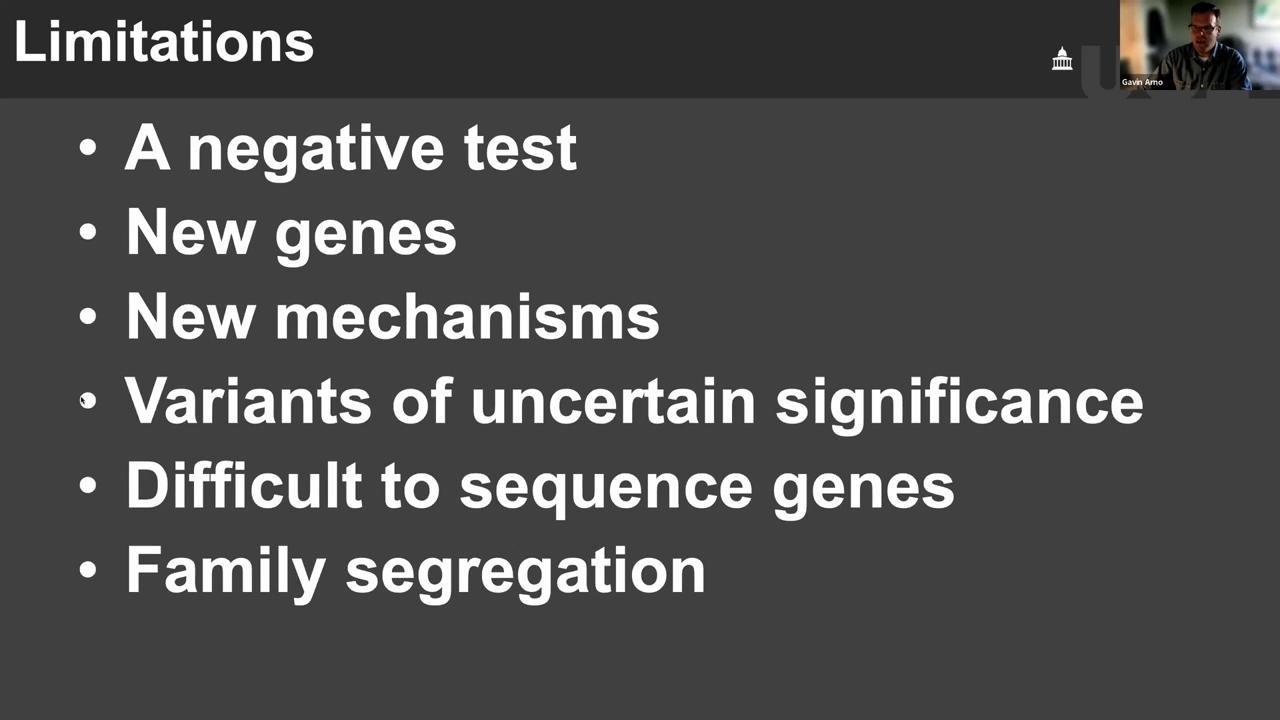 Limitations
Gavin Arno
• A negative test
• New genes
• New mechanisms
• Variants of uncertain significance
• Difficult to sequence genes
• Family segregation